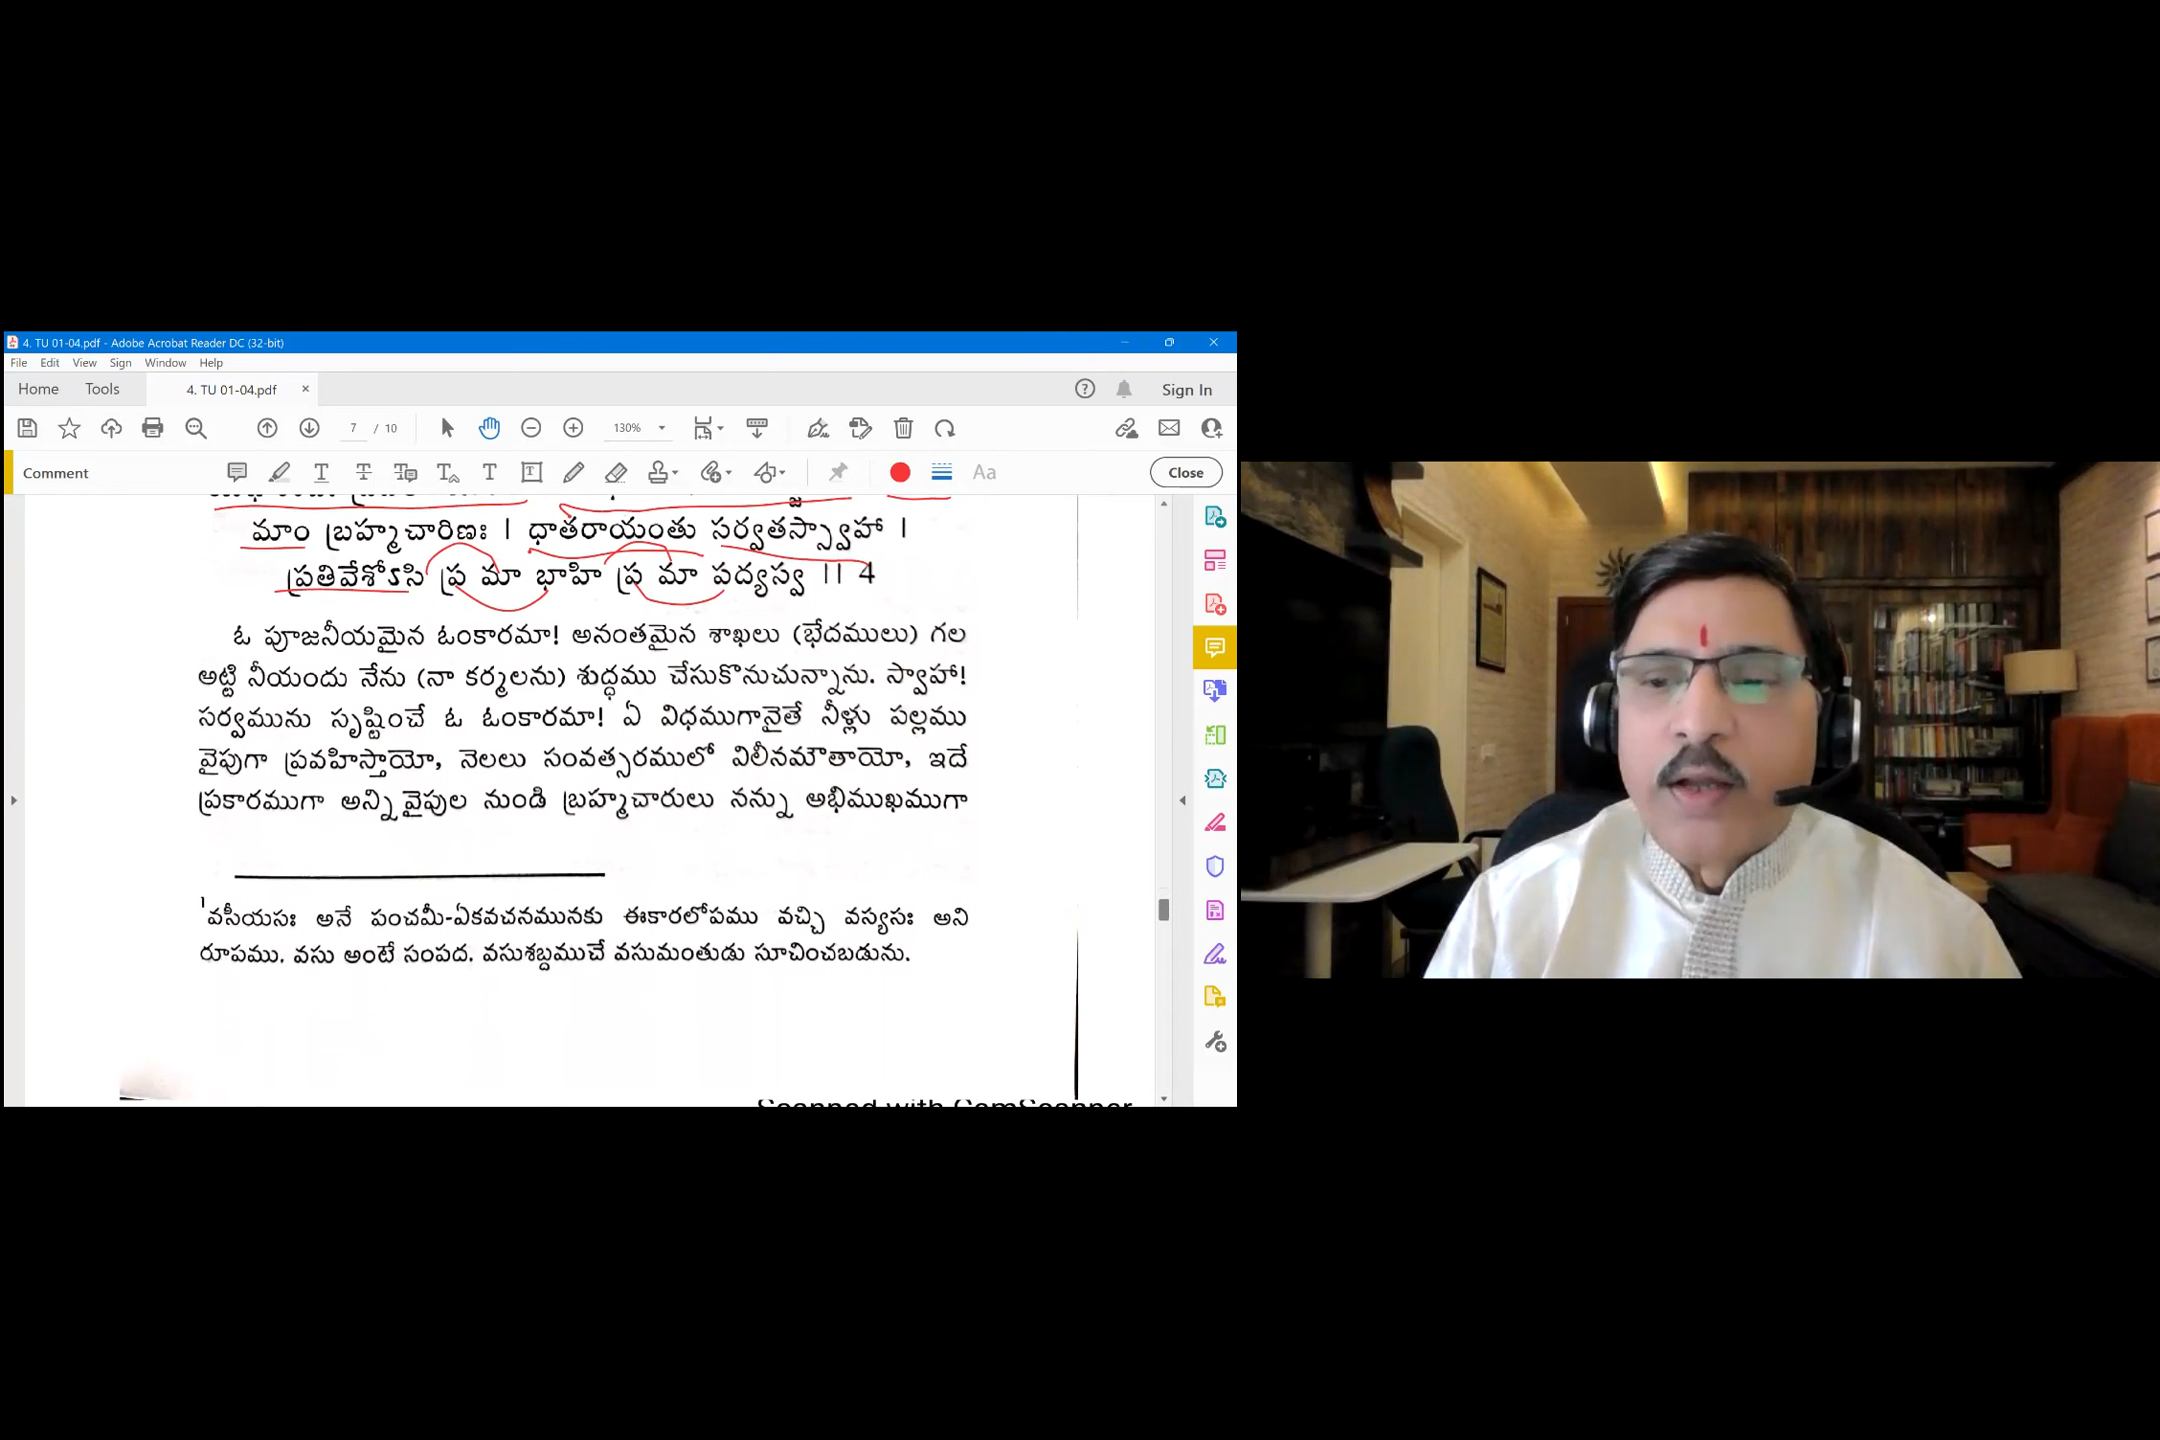 4. TU 01-04.pdf - Adobe Acrobat Reader DC (32-bit)
File Edit View Sign Window Help
Home Tools 4. TU 01-04.pdf × Sign In
7 / 10 130%
Comment Aa Close
మాం బ్రహ్మచారిణః । ధాతరాయంతు సర్వతస్స్వాహా ।
ప్రతివేశోఽసి ప్ర మా భాహి ప్ర మా పద్యస్వ ।। 4
ఓ పూజనీయమైన ఓంకారమా! అనంతమైన శాఖలు (భేదములు) గల
అట్టి నీయందు నేను (నా కర్మలను) శుద్ధము చేసుకొనుచున్నాను. స్వాహా!
సర్వమును సృష్టించే ఓ ఓంకారమా! ఏ విధముగానైతే నీళ్లు పల్లము
వైపుగా ప్రవహిస్తాయో, నెలలు సంవత్సరములో విలీనమౌతాయో, ఇదే
ప్రకారముగా అన్ని వైపుల నుండి బ్రహ్మచారులు నన్ను అభిముఖముగా
1వసీయసః అనే పంచమీ-ఏకవచనమునకు ఈకారలోపము వచ్చి వస్యసః అని
రూపము. వసు అంటే సంపద. వసుశబ్దముచే వసుమంతుడు సూచించబడును.
Scanned with CamScanner